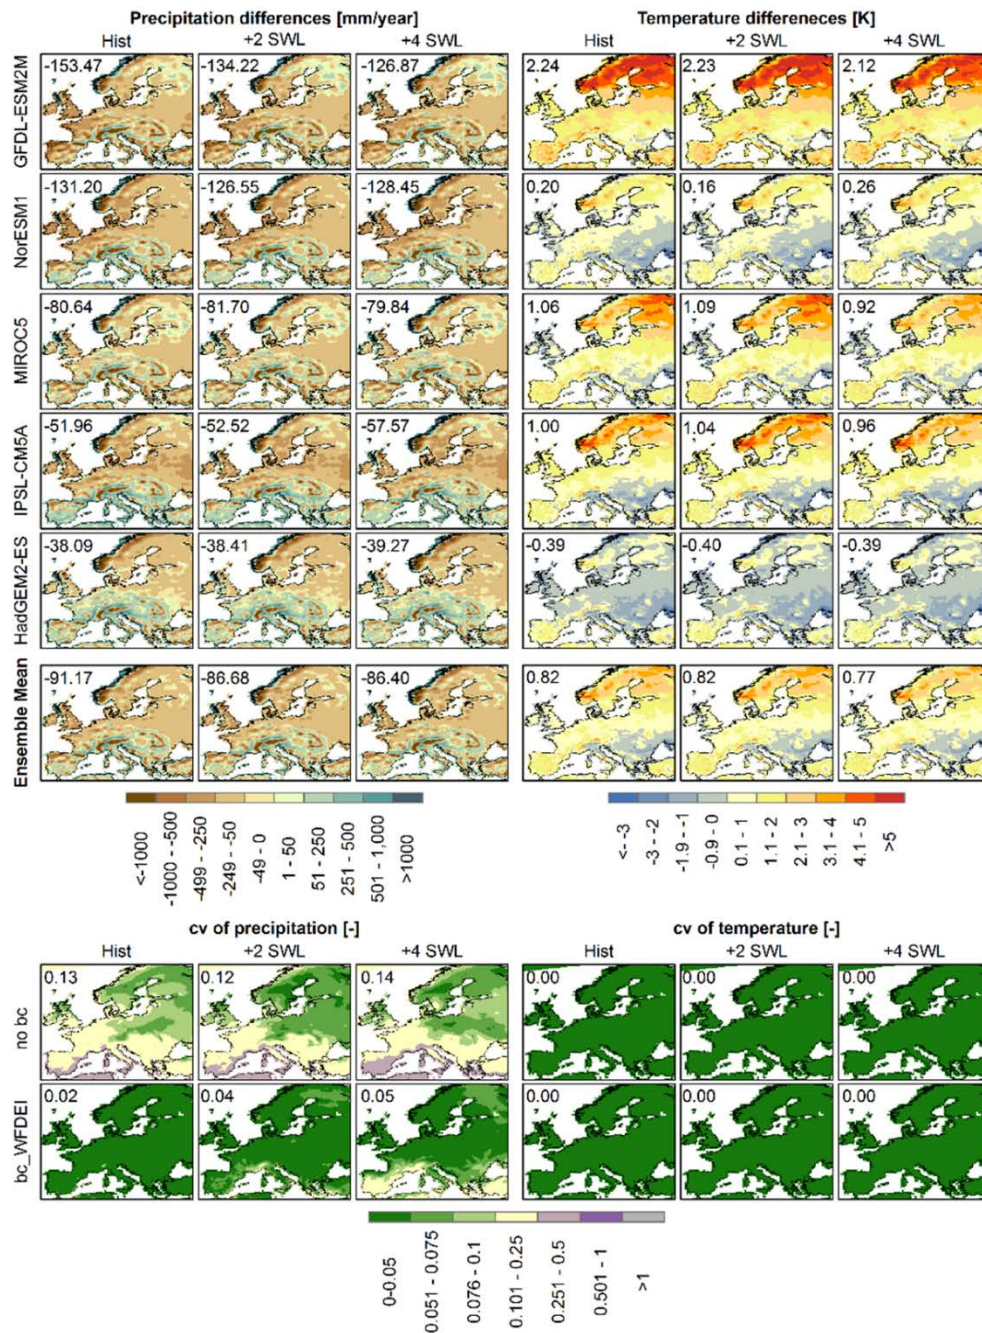 Precipitation differences [mm/year]
Temperature differeneces [K]
Hist +2 SWL +4 SWL Hist +2 SWL +4 SWL
GFDL-ESM2M
-153.47 -134.22 -126.87 2.24 2.23 2.12
NorESM1
-131.20 -126.55 -128.45 0.20 0.16 0.26
MIROC5
-80.64 -81.70 -79.84 1.06 1.09 0.92
IPSL-CM5A
-51.96 -52.52 -57.57 1.00 1.04 0.96
HadGEM2-ES
-38.09 -38.41 -39.27 -0.39 -0.40 -0.39
Ensemble Mean
-91.17 -86.68 -86.40 0.82 0.82 0.77
<-1000
-1000 - -500
-499 - -250
-249 - -50
-49 - 0
1 - 50
51 - 250
251 - 500
501 - 1,000
>1000
<--3
-3 - -2
-1.9 - -1
-0.9 - 0
0.1 - 1
1.1 - 2
2.1 - 3
3.1 - 4
4.1 - 5
>5
cv of precipitation [-]
cv of temperature [-]
Hist +2 SWL +4 SWL Hist +2 SWL +4 SWL
no bc
0.13 0.12 0.14 0.00 0.00 0.00
bc_WFDEI
0.02 0.04 0.05 0.00 0.00 0.00
0-0.05
0.051 - 0.075
0.076 - 0.1
0.101 - 0.25
0.251 - 0.5
0.501 - 1
>1